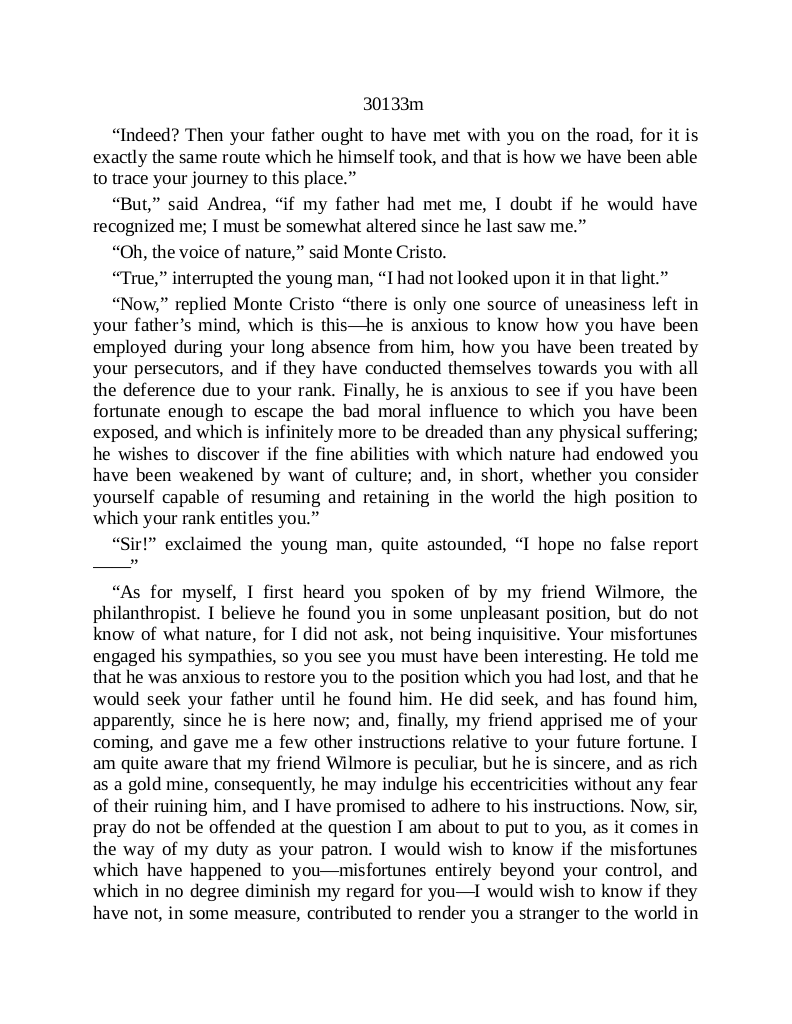 30133m
“Indeed? Then your father ought to have met with you on the road, for it is
exactly the same route which he himself took, and that is how we have been able
to trace your journey to this place.”
“But,” said Andrea, “if my father had met me, I doubt if he would have
recognized me; I must be somewhat altered since he last saw me.”
“Oh, the voice of nature,” said Monte Cristo.
“True,” interrupted the young man, “I had not looked upon it in that light.”
“Now,” replied Monte Cristo “there is only one source of uneasiness left in
your father’s mind, which is this—he is anxious to know how you have been
employed during your long absence from him, how you have been treated by
your persecutors, and if they have conducted themselves towards you with all
the deference due to your rank. Finally, he is anxious to see if you have been
fortunate enough to escape the bad moral influence to which you have been
exposed, and which is infinitely more to be dreaded than any physical suffering;
he wishes to discover if the fine abilities with which nature had endowed you
have been weakened by want of culture; and, in short, whether you consider
yourself capable of resuming and retaining in the world the high position to
which your rank entitles you.”
“Sir!” exclaimed the young man, quite astounded, “I hope no false report
——”
“As for myself, I first heard you spoken of by my friend Wilmore, the
philanthropist. I believe he found you in some unpleasant position, but do not
know of what nature, for I did not ask, not being inquisitive. Your misfortunes
engaged his sympathies, so you see you must have been interesting. He told me
that he was anxious to restore you to the position which you had lost, and that he
would seek your father until he found him. He did seek, and has found him,
apparently, since he is here now; and, finally, my friend apprised me of your
coming, and gave me a few other instructions relative to your future fortune. I
am quite aware that my friend Wilmore is peculiar, but he is sincere, and as rich
as a gold mine, consequently, he may indulge his eccentricities without any fear
of their ruining him, and I have promised to adhere to his instructions. Now, sir,
pray do not be offended at the question I am about to put to you, as it comes in
the way of my duty as your patron. I would wish to know if the misfortunes
which have happened to you—misfortunes entirely beyond your control, and
which in no degree diminish my regard for you—I would wish to know if they
have not, in some measure, contributed to render you a stranger to the world in